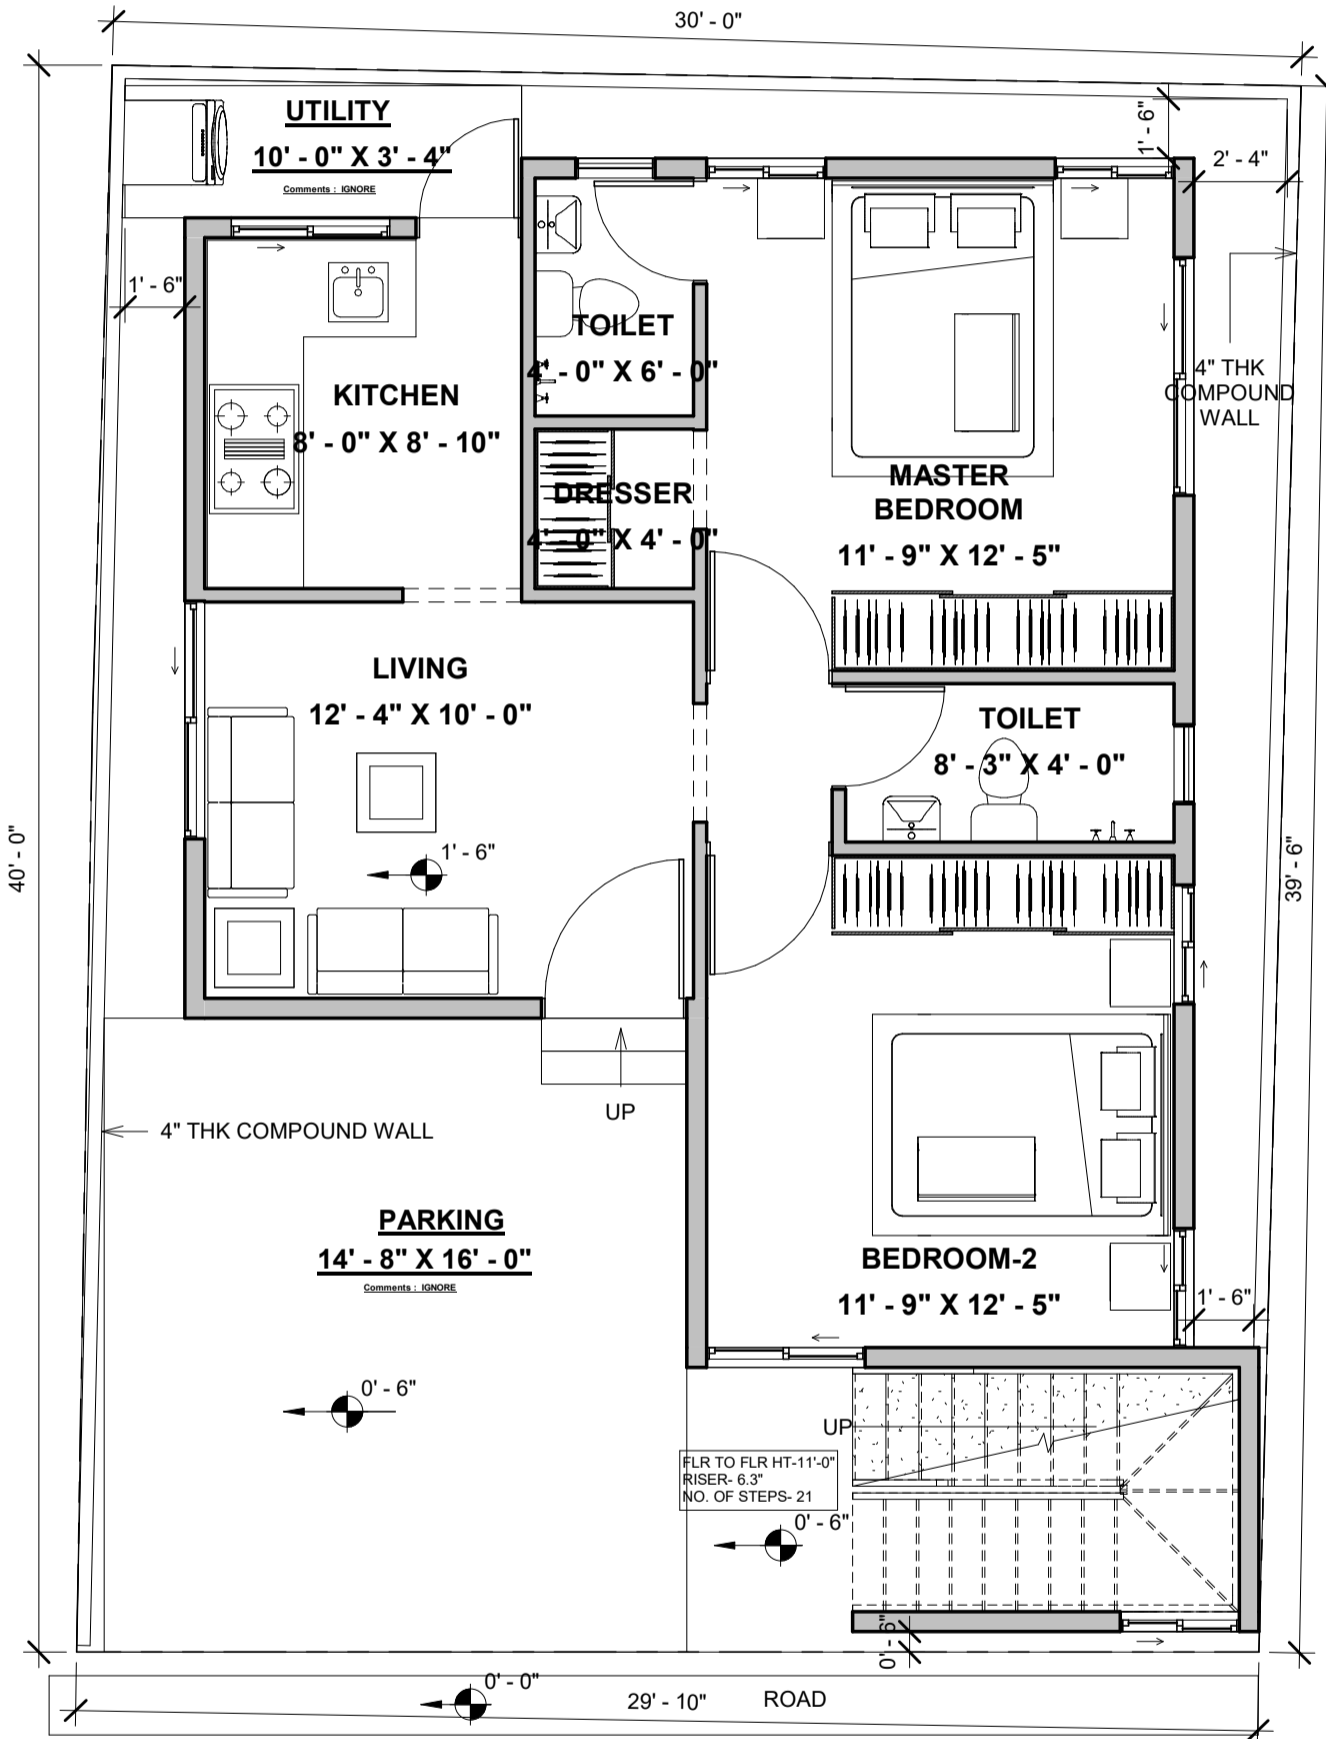 30' - 0"
UTILITY
10' - 0" X 3' - 4"
Comments : IGNORE
1' - 6"
2' - 4"
1' - 6"
TOILET
4' - 0" X 6' - 0"
4" THK
COMPOUND
WALL
KITCHEN
8' - 0" X 8' - 10"
MASTER
BEDROOM
11' - 9" X 12' - 5"
DRESSER
4' - 0" X 4' - 0"
LIVING
12' - 4" X 10' - 0"
TOILET
8' - 3" X 4' - 0"
40' - 0"
1' - 6"
39' - 6"
UP
4" THK COMPOUND WALL
PARKING
14' - 8" X 16' - 0"
Comments : IGNORE
BEDROOM-2
11' - 9" X 12' - 5"
1' - 6"
0' - 6"
UP
FLR TO FLR HT-11'-0"
RISER- 6.3"
NO. OF STEPS- 21
0' - 6"
0' - 6"
0' - 0"
29' - 10"
ROAD